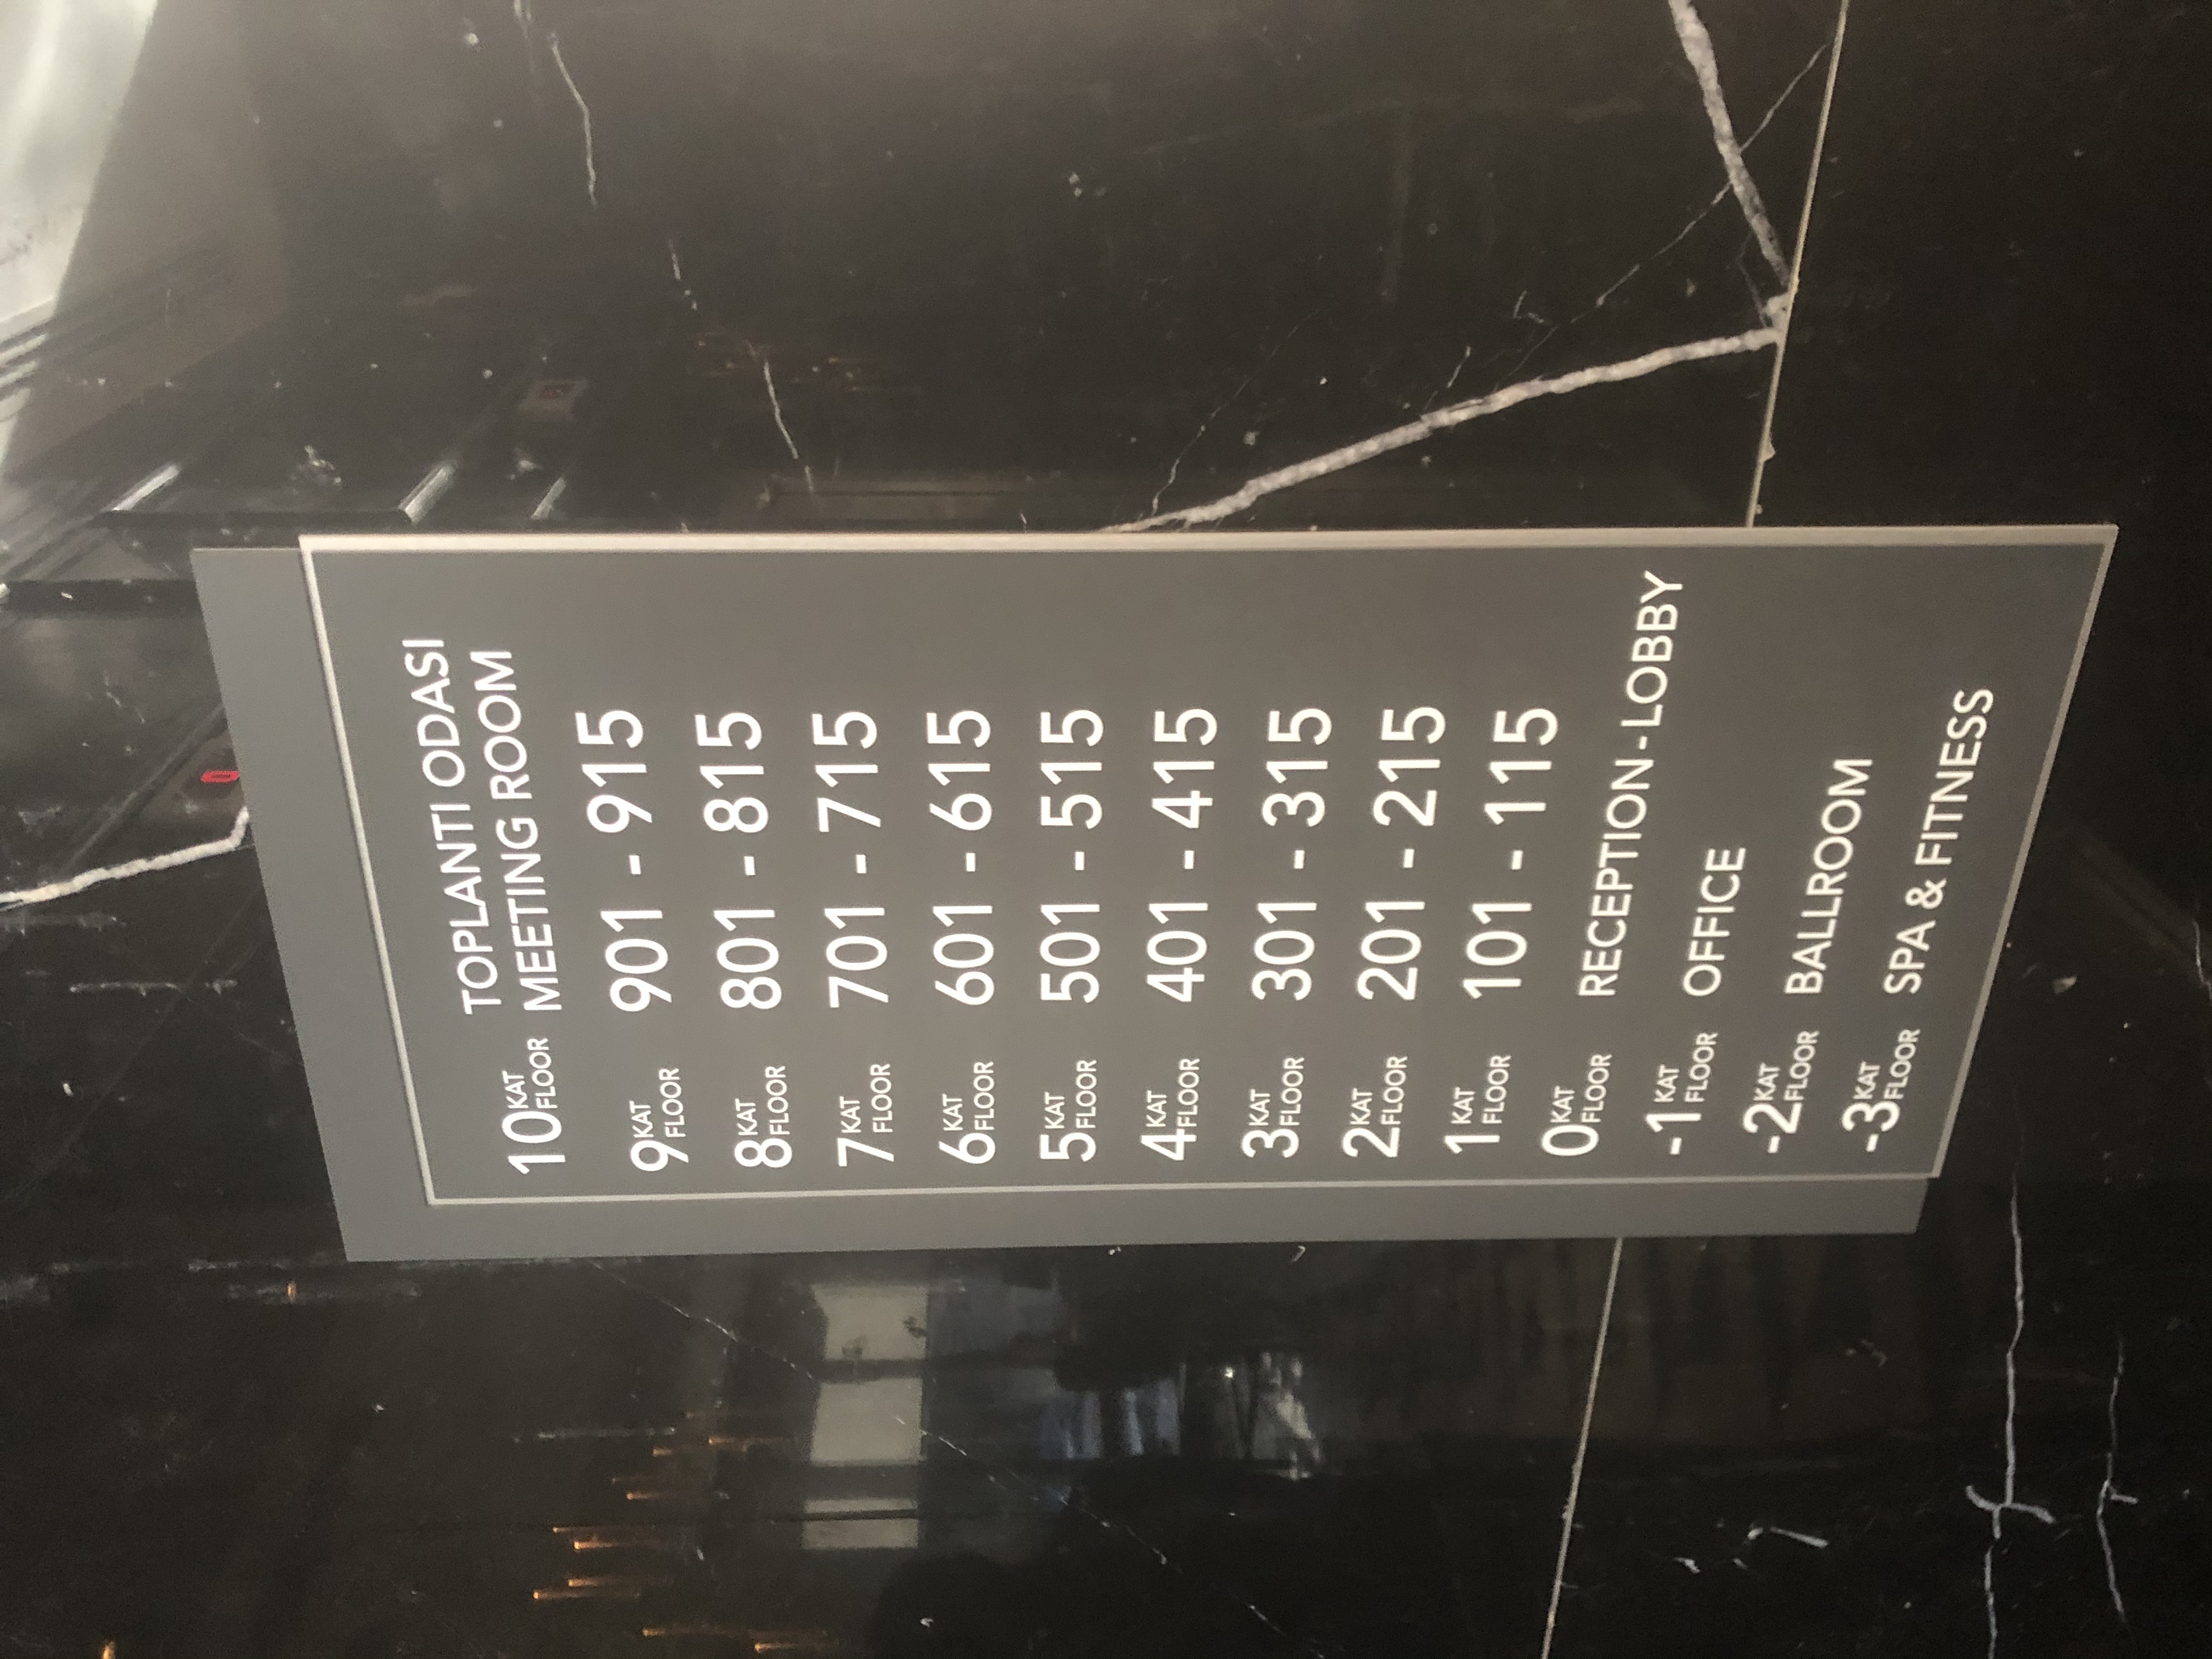 TOPLANTI ODASI
10 KAT FLOOR MEETING ROOM
9 KAT FLOOR 901 - 915
8 KAT FLOOR 801 - 815
7 KAT FLOOR 701 - 715
6 KAT FLOOR 601 - 615
5 KAT FLOOR 501 - 515
4 KAT FLOOR 401 - 415
3 KAT FLOOR 301 - 315
2 KAT FLOOR 201 - 215
1 KAT FLOOR 101 - 115
0 KAT FLOOR RECEPTION-LOBBY
-1 KAT FLOOR OFFICE
-2 KAT FLOOR BALLROOM
-3 KAT FLOOR SPA & FITNESS